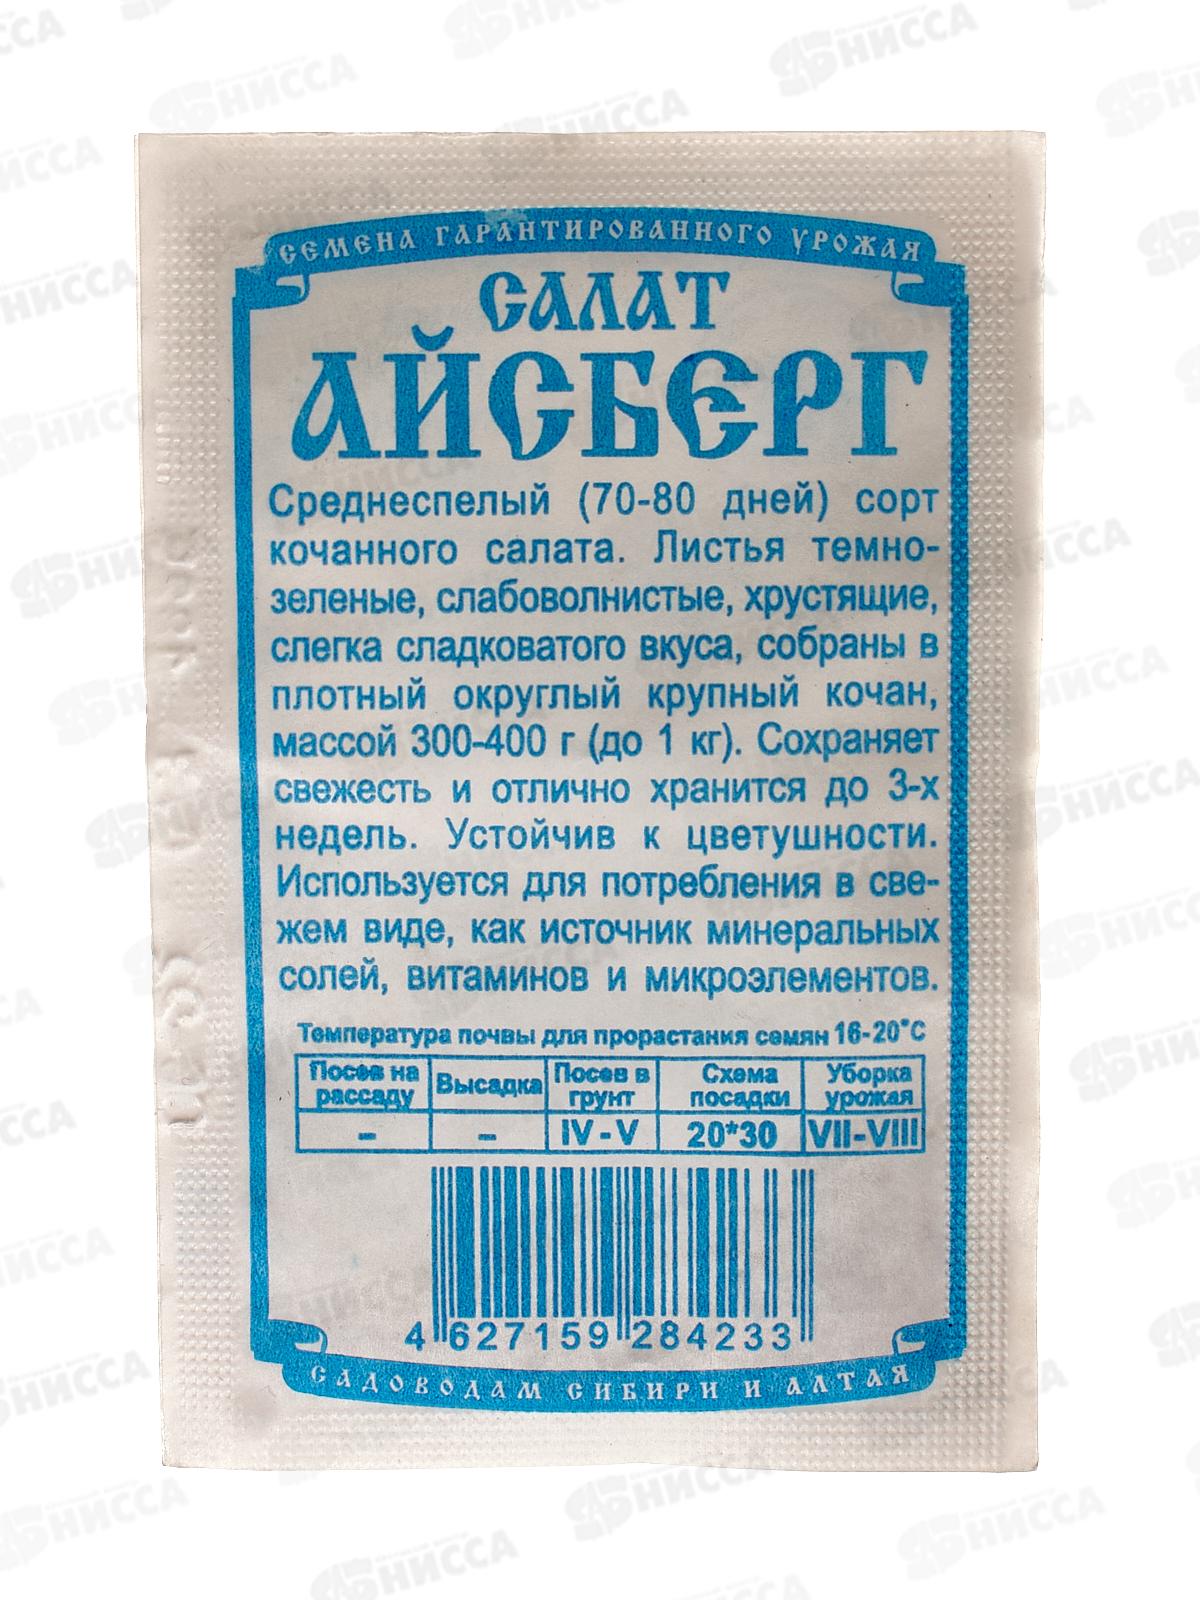 СЕМЕНА ГАРАНТИРОВАННОГО УРОЖАЯ
САЛАТ
АЙСБЕРГ
Среднеспелый (70-80 дней) сорт
кочанного салата. Листья темно-
зеленые, слабоволнистые, хрустящие,
слегка сладковатого вкуса, собраны в
плотный округлый крупный кочан,
массой 300-400 г (до 1 кг). Сохраняет
свежесть и отлично хранится до 3-х
недель. Устойчив к цветушности.
Используется для потребления в све-
жем виде, как источник минеральных
солей, витаминов и микроэлементов.
Температура почвы для прорастания семян 16-20°С
Посев на рассаду Высадка Посев в грунт Схема посадки Уборка урожая
– – IV-V 20*30 VII-VIII
4 627159 284233
САДОВОДАМ СИБИРИ И АЛТАЯ
НИССА